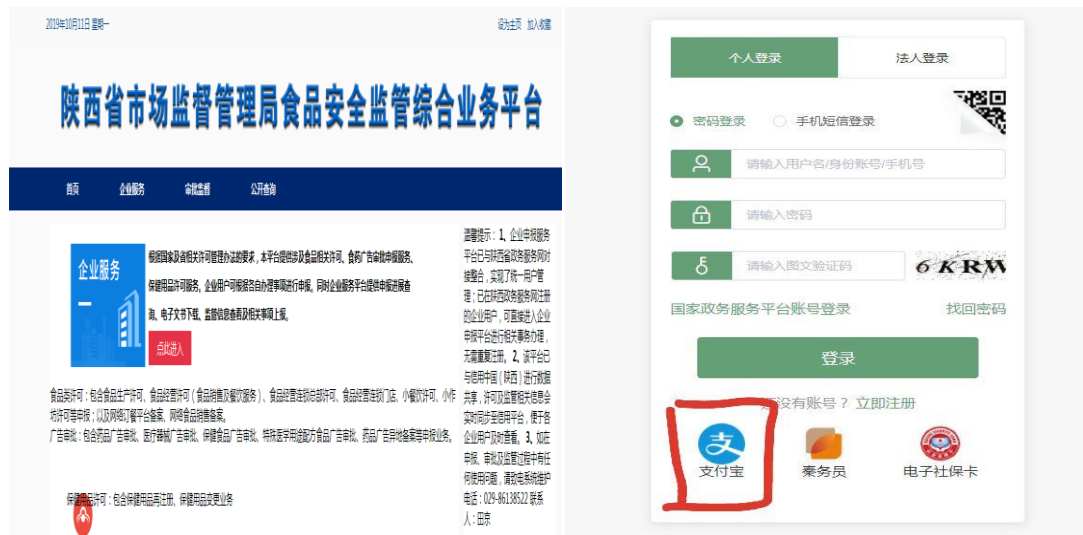 2019年10月11日 星期一
设为主页 加入收藏
陕西省市场监督管理局食品安全监管综合业务平台
首页 企业服务 审批监督 公开查询
企业服务
根据国家及省相关许可管理办法的要求，本平台提供涉及食品相关许可、食药广告审批申报服务、
保健用品许可服务，企业用户可根据各自办理事项进行申报。同时企业服务平台提供申报进展查
询、电子文书下载、监管信息查看及相关事项上报。
点此进入
食品类许可：包含食品生产许可、食品经营许可（食品销售及餐饮服务）、食品经营连锁总部许可、食品经营连锁门店、小餐饮许可、小作
坊许可等申报；以及网络订餐平台备案、网络食品销售备案。
广告审批：包含药品广告审批、医疗器械广告审批、保健食品广告审批、特殊医学用途配方食品广告审批、药品广告异地备案等申报业务。
保健用品许可：包含保健用品再注册、保健用品变更业务
温馨提示：1、企业申报服务
平台已与陕西省政务服务网对
接整合，实现了统一用户管
理；已在陕西政务服务网注册
的企业用户，可直接进入企业
申报平台进行相关事务办理，
无需重复注册。2、该平台已
与信用中国（陕西）进行数据
共享，许可及监管相关信息会
实时同步至信用平台，便于各
企业用户及时查看。3、如在
申报、审批及监管过程中有任
何使用问题，请致电系统维护
电话：029-86138522 联系
人：田京
个人登录 法人登录
密码登录 手机短信登录
请输入用户名/身份账号/手机号
请输入密码
请输入图文验证码 6KRW
国家政务服务平台账号登录 找回密码
登录
还没有账号？ 立即注册
支付宝 秦务员 电子社保卡